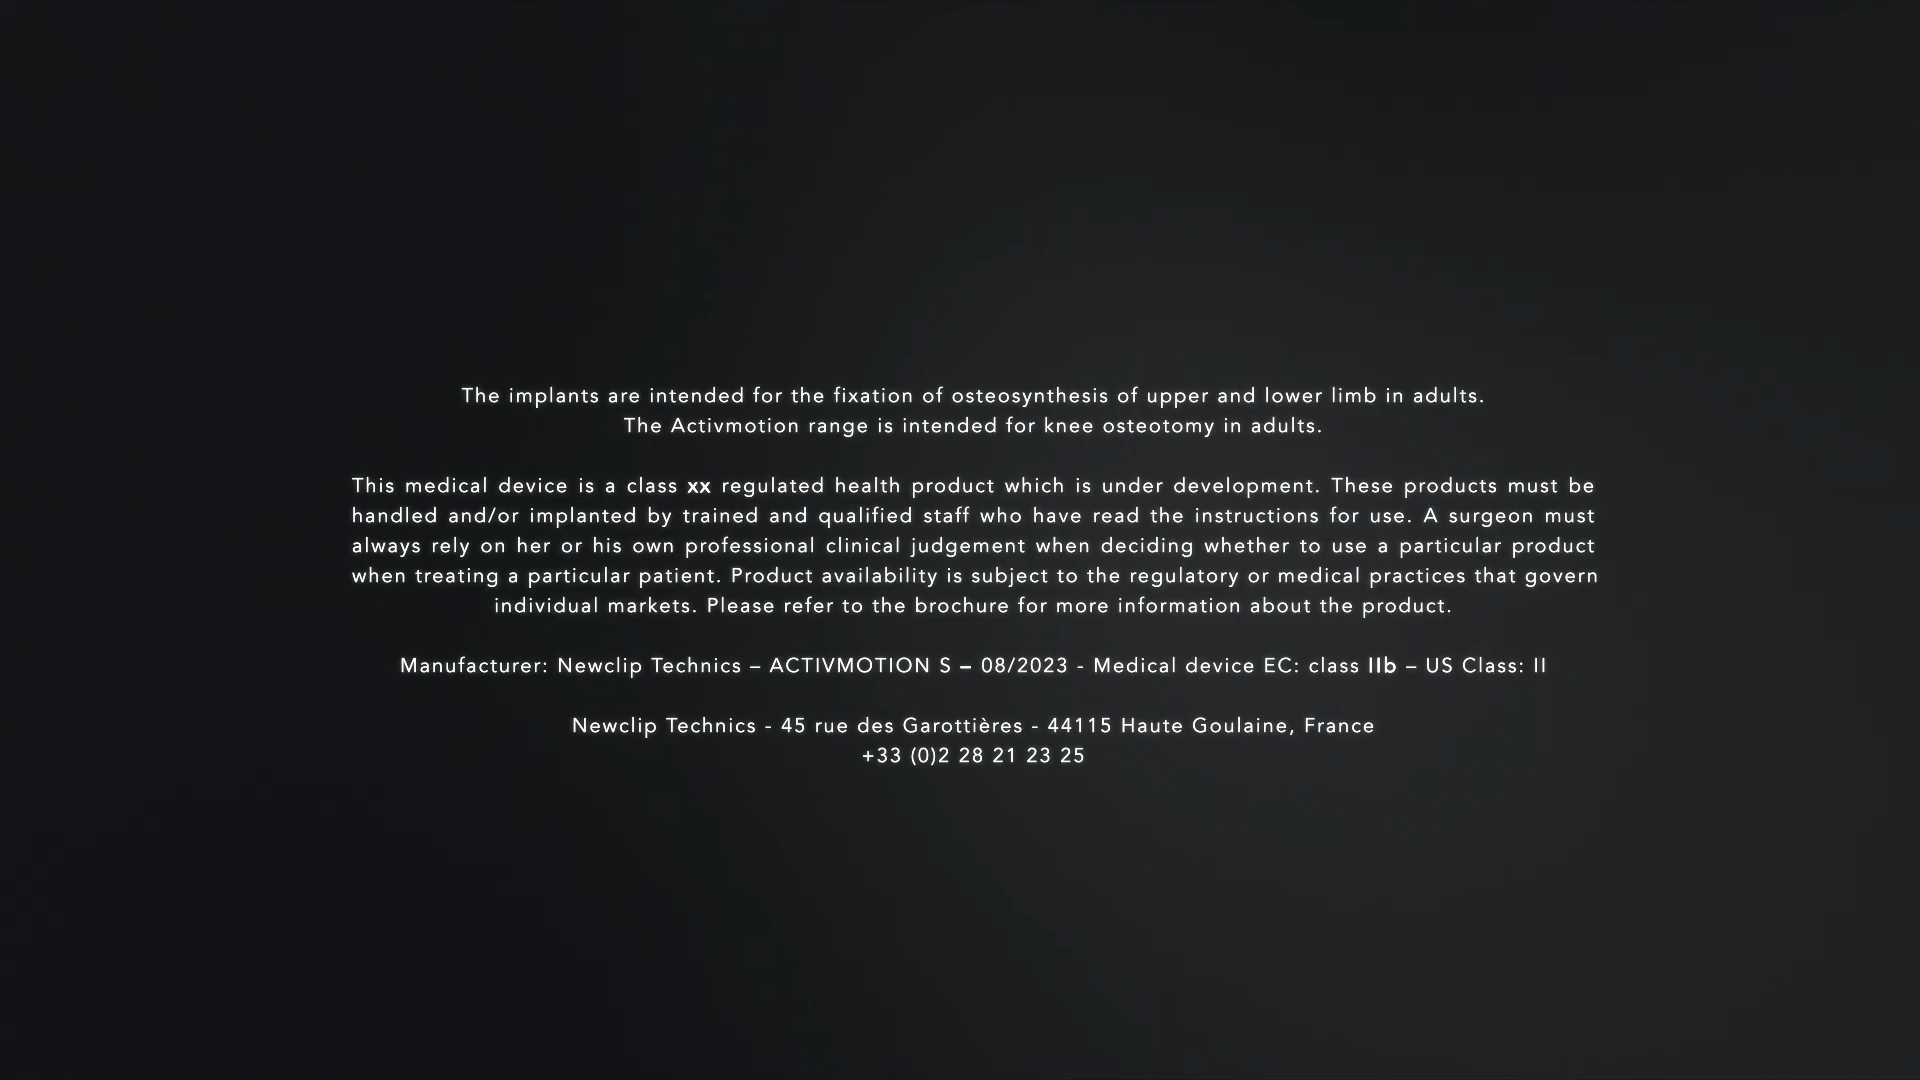 The implants are intended for the fixation of osteosynthesis of upper and lower limb in adults.
The Activmotion range is intended for knee osteotomy in adults.
This medical device is a class xx regulated health product which is under development. These products must be
handled and/or implanted by trained and qualified staff who have read the instructions for use. A surgeon must
always rely on her or his own professional clinical judgement when deciding whether to use a particular product
when treating a particular patient. Product availability is subject to the regulatory or medical practices that govern
individual markets. Please refer to the brochure for more information about the product.
Manufacturer: Newclip Technics – ACTIVMOTION S – 08/2023 - Medical device EC: class IIb – US Class: II
Newclip Technics - 45 rue des Garottières - 44115 Haute Goulaine, France
+33 (0)2 28 21 23 25